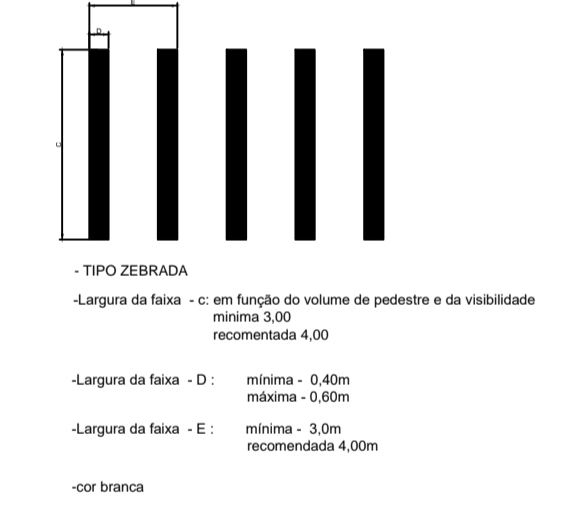 D
c
- TIPO ZEBRADA
-Largura da faixa - c: em função do volume de pedestre e da visibilidade
minima 3,00
recomentada 4,00
-Largura da faixa - D : mínima - 0,40m
máxima - 0,60m
-Largura da faixa - E : mínima - 3,0m
recomendada 4,00m
-cor branca